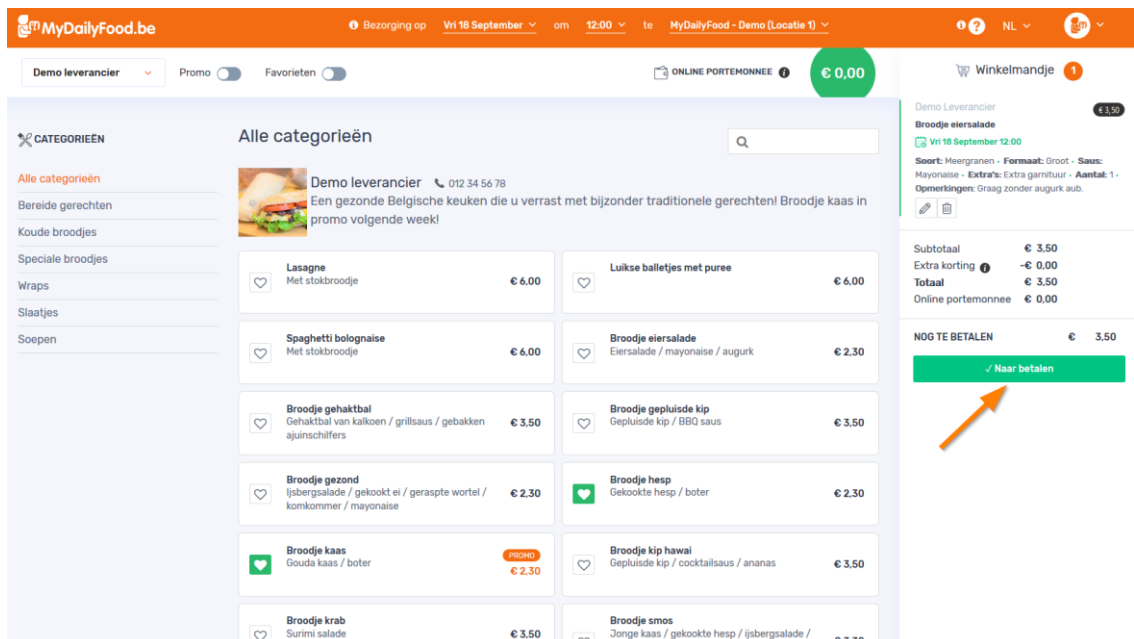 MyDailyFood.be
Bezorging op Vri 18 September om 12:00 te MyDailyFood - Demo (Locatie 1)
NL
Demo leverancier
Promo
Favorieten
ONLINE PORTEMONNEE
€ 0,00
Winkelmandje 1
CATEGORIEËN
Alle categorieën
Bereide gerechten
Koude broodjes
Speciale broodjes
Wraps
Slaatjes
Soepen
Alle categorieën
Demo leverancier 012 34 56 78
Een gezonde Belgische keuken die u verrast met bijzonder traditionele gerechten! Broodje kaas in
promo volgende week!
Lasagne
Met stokbroodje
€ 6,00
Luikse balletjes met puree
€ 6,00
Spaghetti bolognaise
Met stokbroodje
€ 6,00
Broodje eiersalade
Eiersalade / mayonaise / augurk
€ 2,30
Broodje gehaktbal
Gehaktbal van kalkoen / grillsaus / gebakken
ajuinschilfers
€ 3,50
Broodje gepluisde kip
Gepluisde kip / BBQ saus
€ 3,50
Broodje gezond
Ijsbergsalade / gekookt ei / geraspte wortel /
komkommer / mayonaise
€ 2,30
Broodje hesp
Gekookte hesp / boter
€ 2,30
Broodje kaas
Gouda kaas / boter
PROMO
€ 2,30
Broodje kip hawai
Gepluisde kip / cocktailsaus / ananas
€ 3,50
Broodje krab
Surimi salade
€ 3,50
Broodje smos
Jonge kaas / gekookte hesp / ijsbergsalade /
Demo Leverancier
€ 3,50
Broodje eiersalade
Vri 18 September 12:00
Soort: Meergranen - Formaat: Groot - Saus:
Mayonaise - Extra's: Extra garnituur - Aantal: 1 -
Opmerkingen: Graag zonder augurk aub.
Subtotaal € 3,50
Extra korting -€ 0,00
Totaal € 3,50
Online portemonnee € 0,00
NOG TE BETALEN € 3,50
✓ Naar betalen